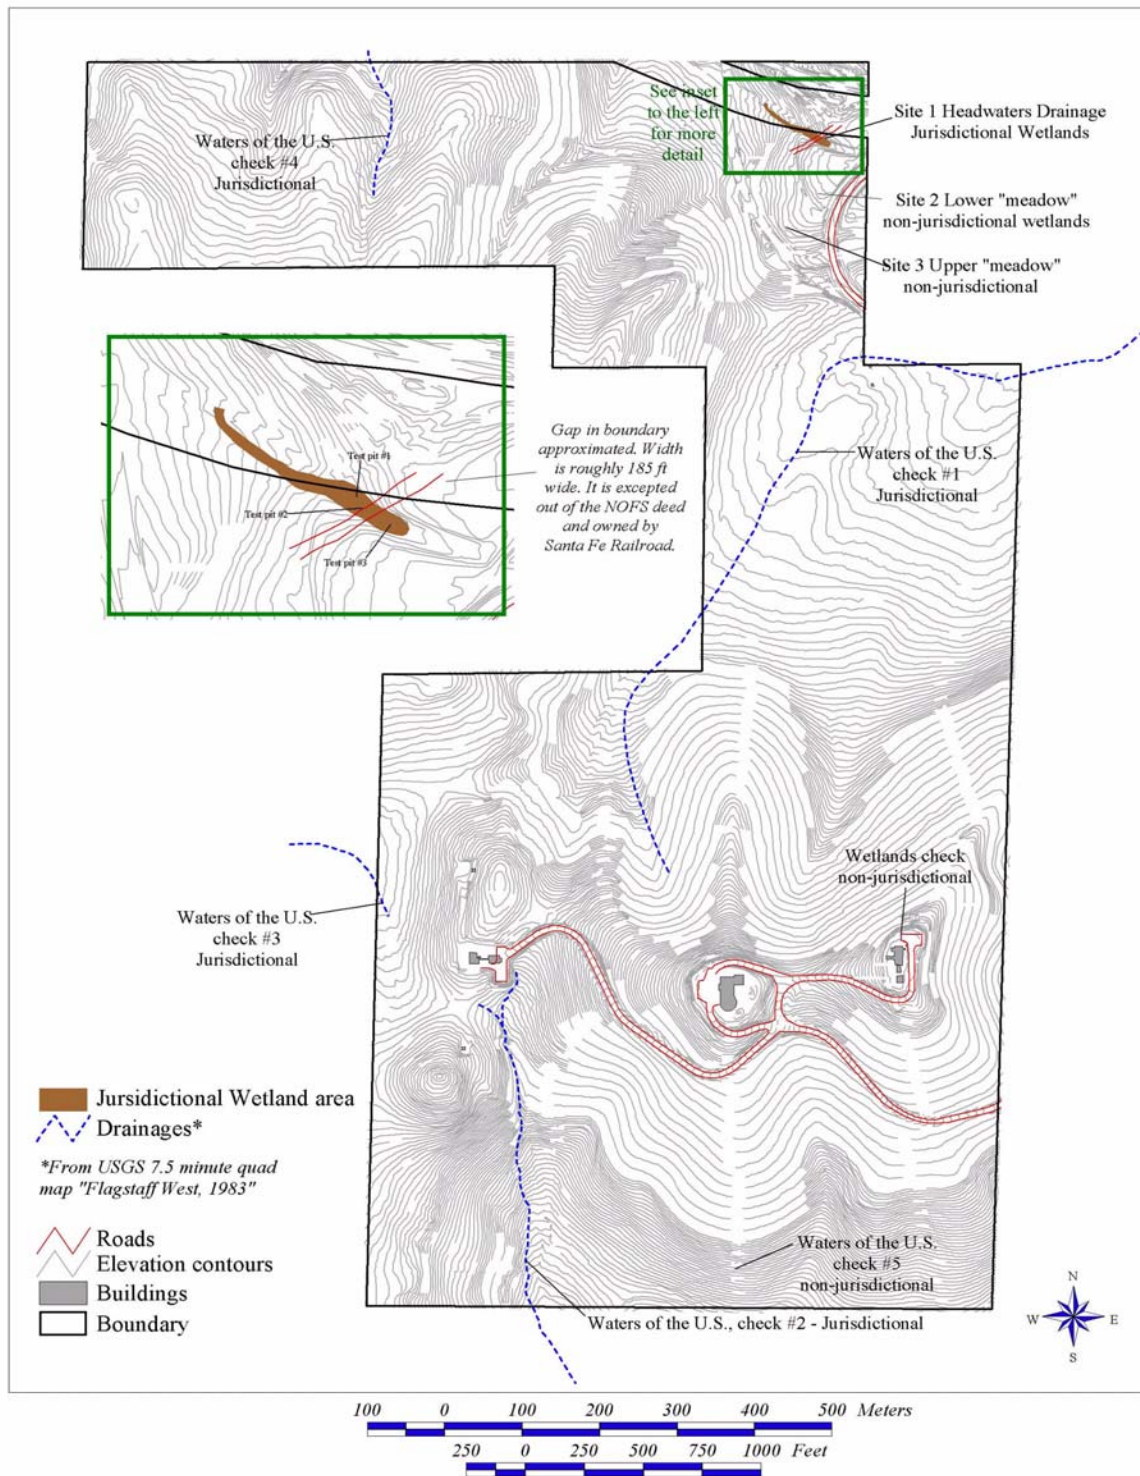 See inset
to the left
for more
detail
Site 1 Headwaters Drainage
Jurisdictional Wetlands
Waters of the U.S.
check #4
Jurisdictional
Site 2 Lower "meadow"
non-jurisdictional wetlands
Site 3 Upper "meadow"
non-jurisdictional
Gap in boundary
approximated. Width
is roughly 185 ft
wide. It is excepted
out of the NOFS deed
and owned by
Santa Fe Railroad.
Test pit #1
Test pit #2
Test pit #3
Waters of the U.S.
check #1
Jurisdictional
Wetlands check
non-jurisdictional
Waters of the U.S.
check #3
Jurisdictional
Jursidictional Wetland area
Drainages*
*From USGS 7.5 minute quad
map "Flagstaff West, 1983"
Roads
Elevation contours
Buildings
Boundary
Waters of the U.S.
check #5
non-jurisdictional
Waters of the U.S., check #2 - Jurisdictional
N
W E
S
100 0 100 200 300 400 500 Meters
250 0 250 500 750 1000 Feet